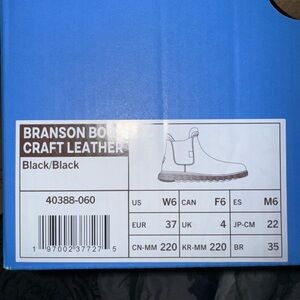 BRANSON BOOT
CRAFT LEATHER
Black/Black
40388-060
1 97002 37727 5
US W6 CAN F6 ES M6
EUR 37 UK 4 JP-CM 22
CN-MM 220 KR-MM 220 BR 35